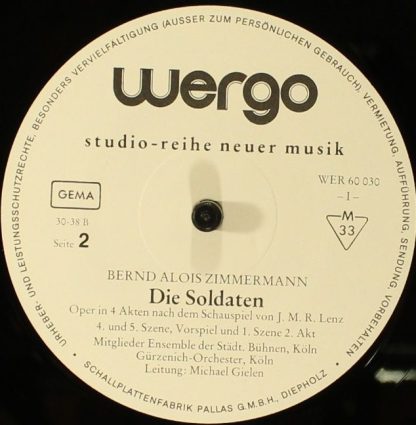 URHEBER- UND LEISTUNGSSCHUTZRECHTE, BESONDERS VERVIELFÄLTIGUNG (AUSSER ZUM PERSÖNLICHEN GEBRAUCH), VERMIETUNG, AUFFÜHRUNG, SENDUNG, VORBEHALTEN
wergo
studio-reihe neuer musik
GEMA
WER 60 030
– I –
30-38 B
M
33
Seite 2
BERND ALOIS ZIMMERMANN
Die Soldaten
Oper in 4 Akten nach dem Schauspiel von J. M. R. Lenz
4. und 5. Szene, Vorspiel und 1. Szene 2. Akt
Mitglieder Ensemble der Städt. Bühnen, Köln
Gürzenich-Orchester, Köln
Leitung: Michael Gielen
• SCHALLPLATTENFABRIK PALLAS G.M.B.H., DIEPHOLZ •